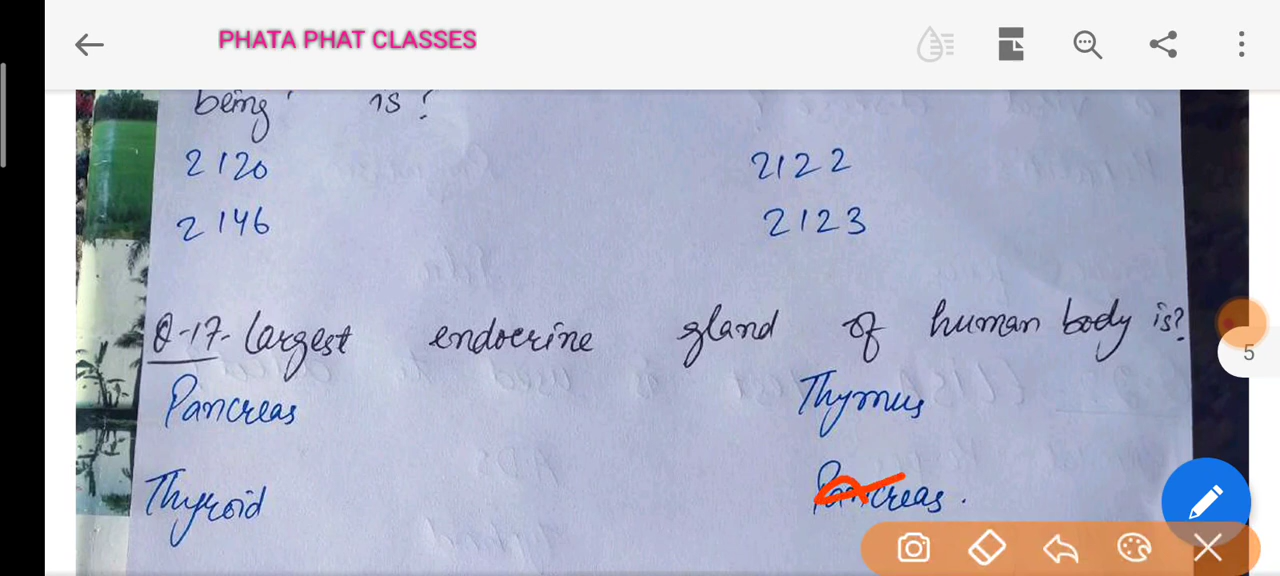 PHATA PHAT CLASSES
being' is?
2120 2122
2146 2123
Q-17- Largest endocrine gland of human body is?
5
Pancreas Thymus
Thyroid Pancreas.